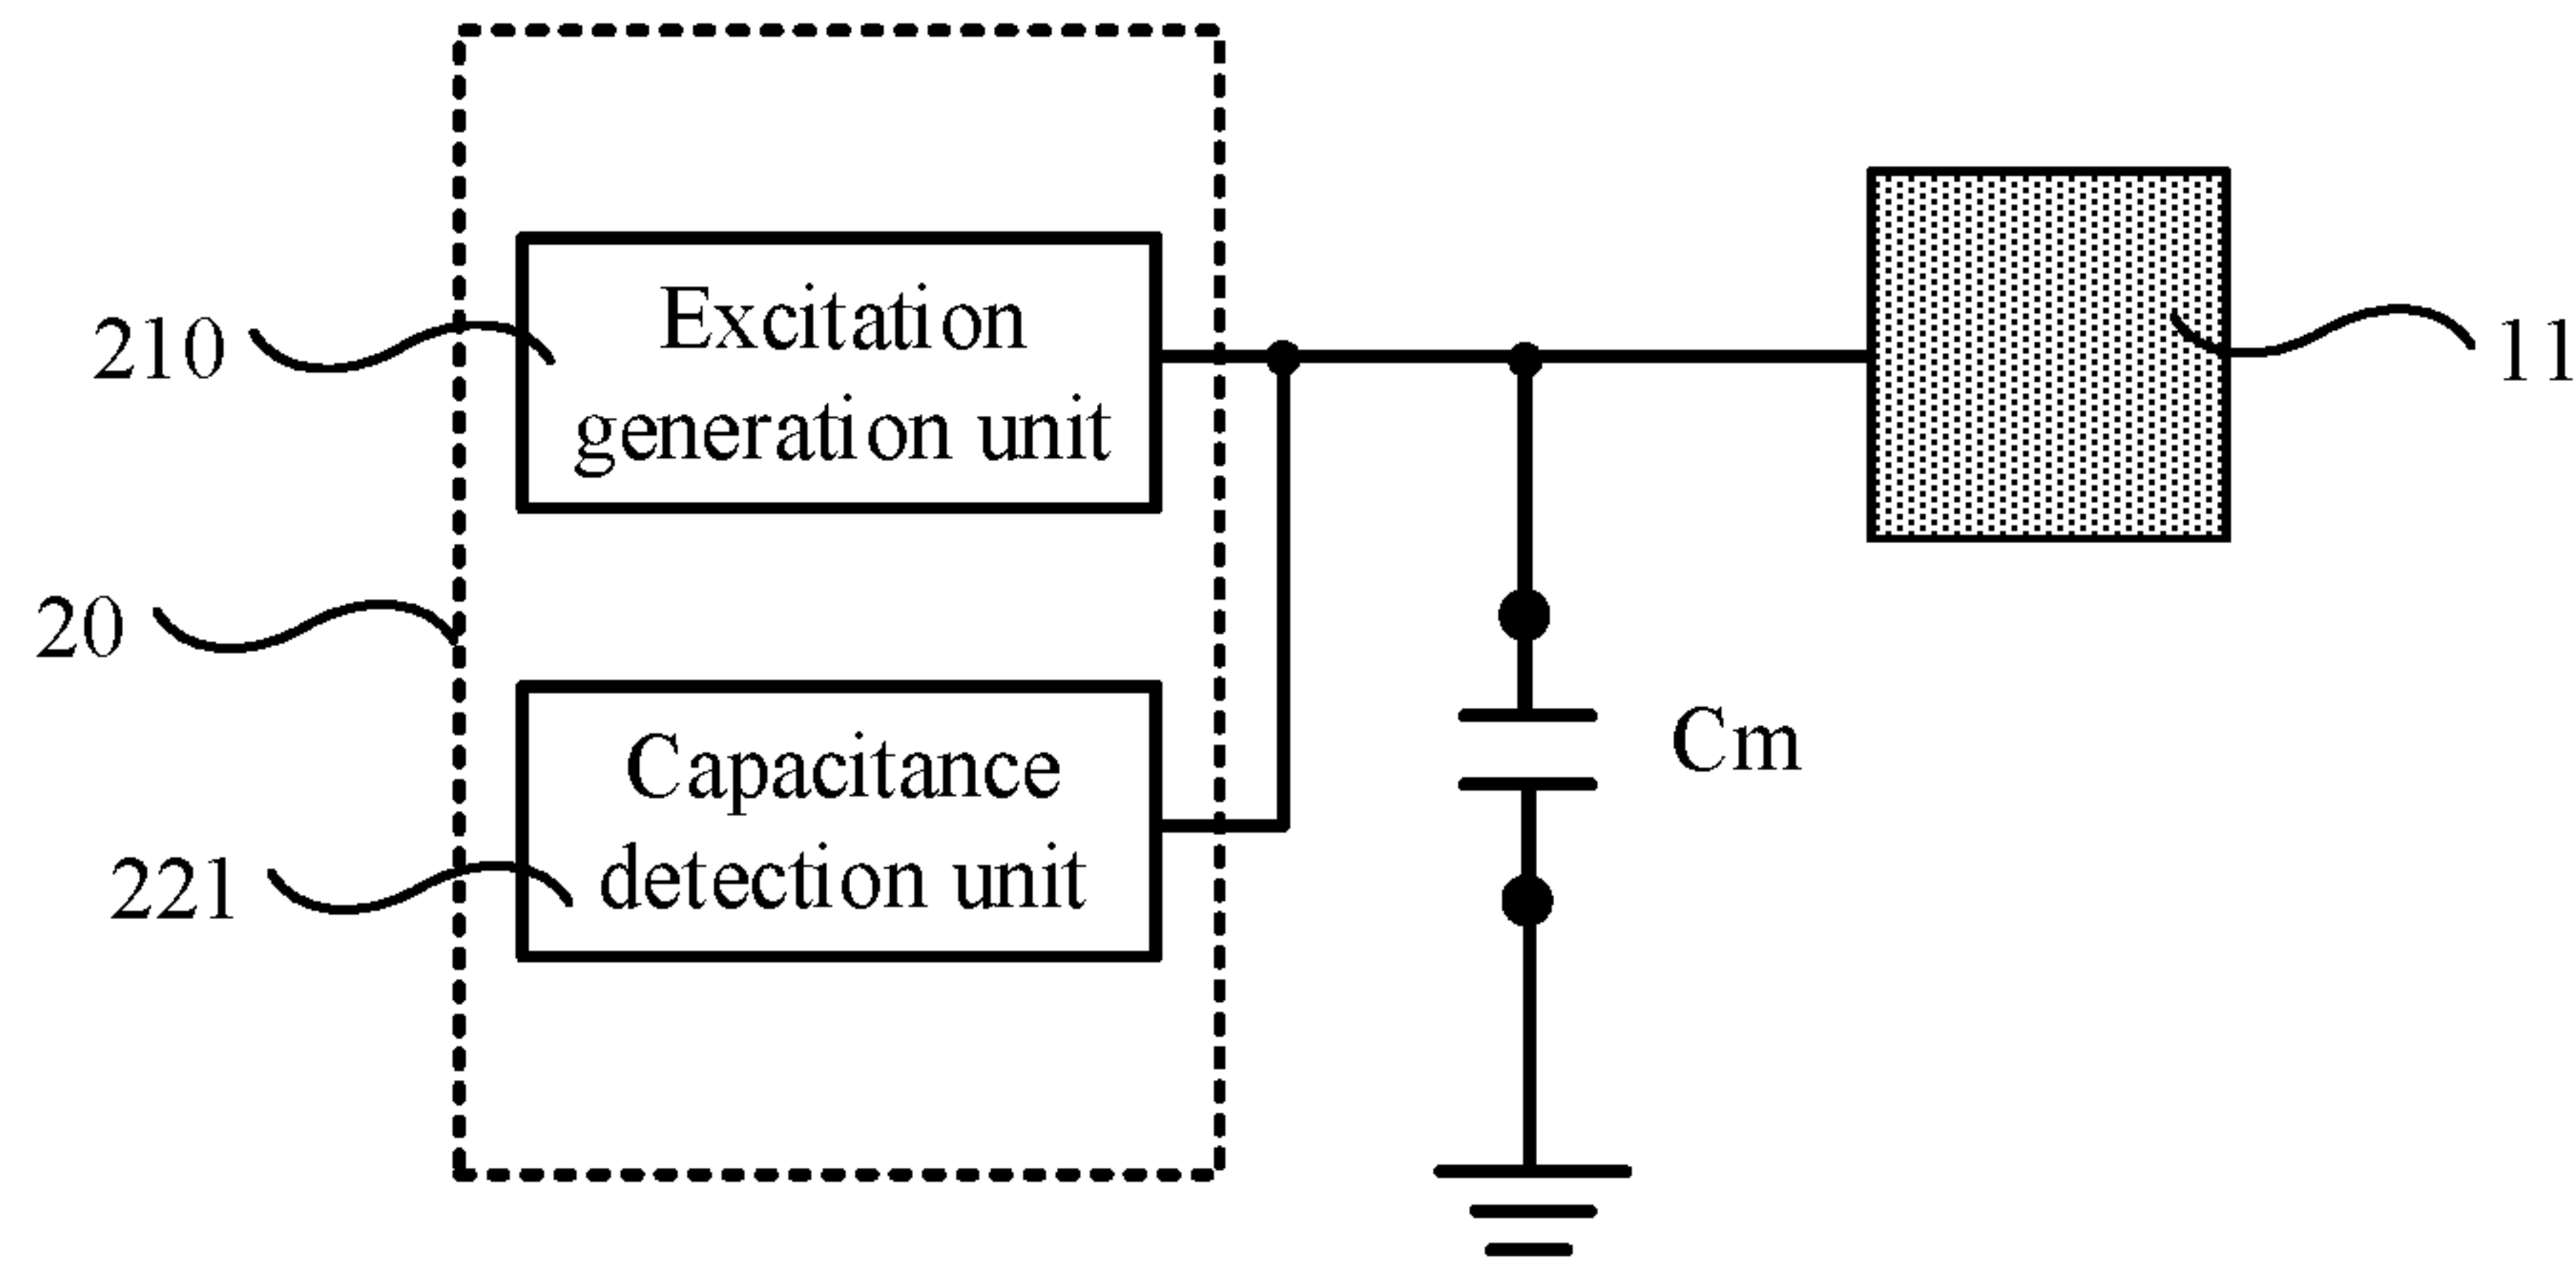 Excitation
generation unit
210
11
20
Cm
Capacitance
detection unit
221